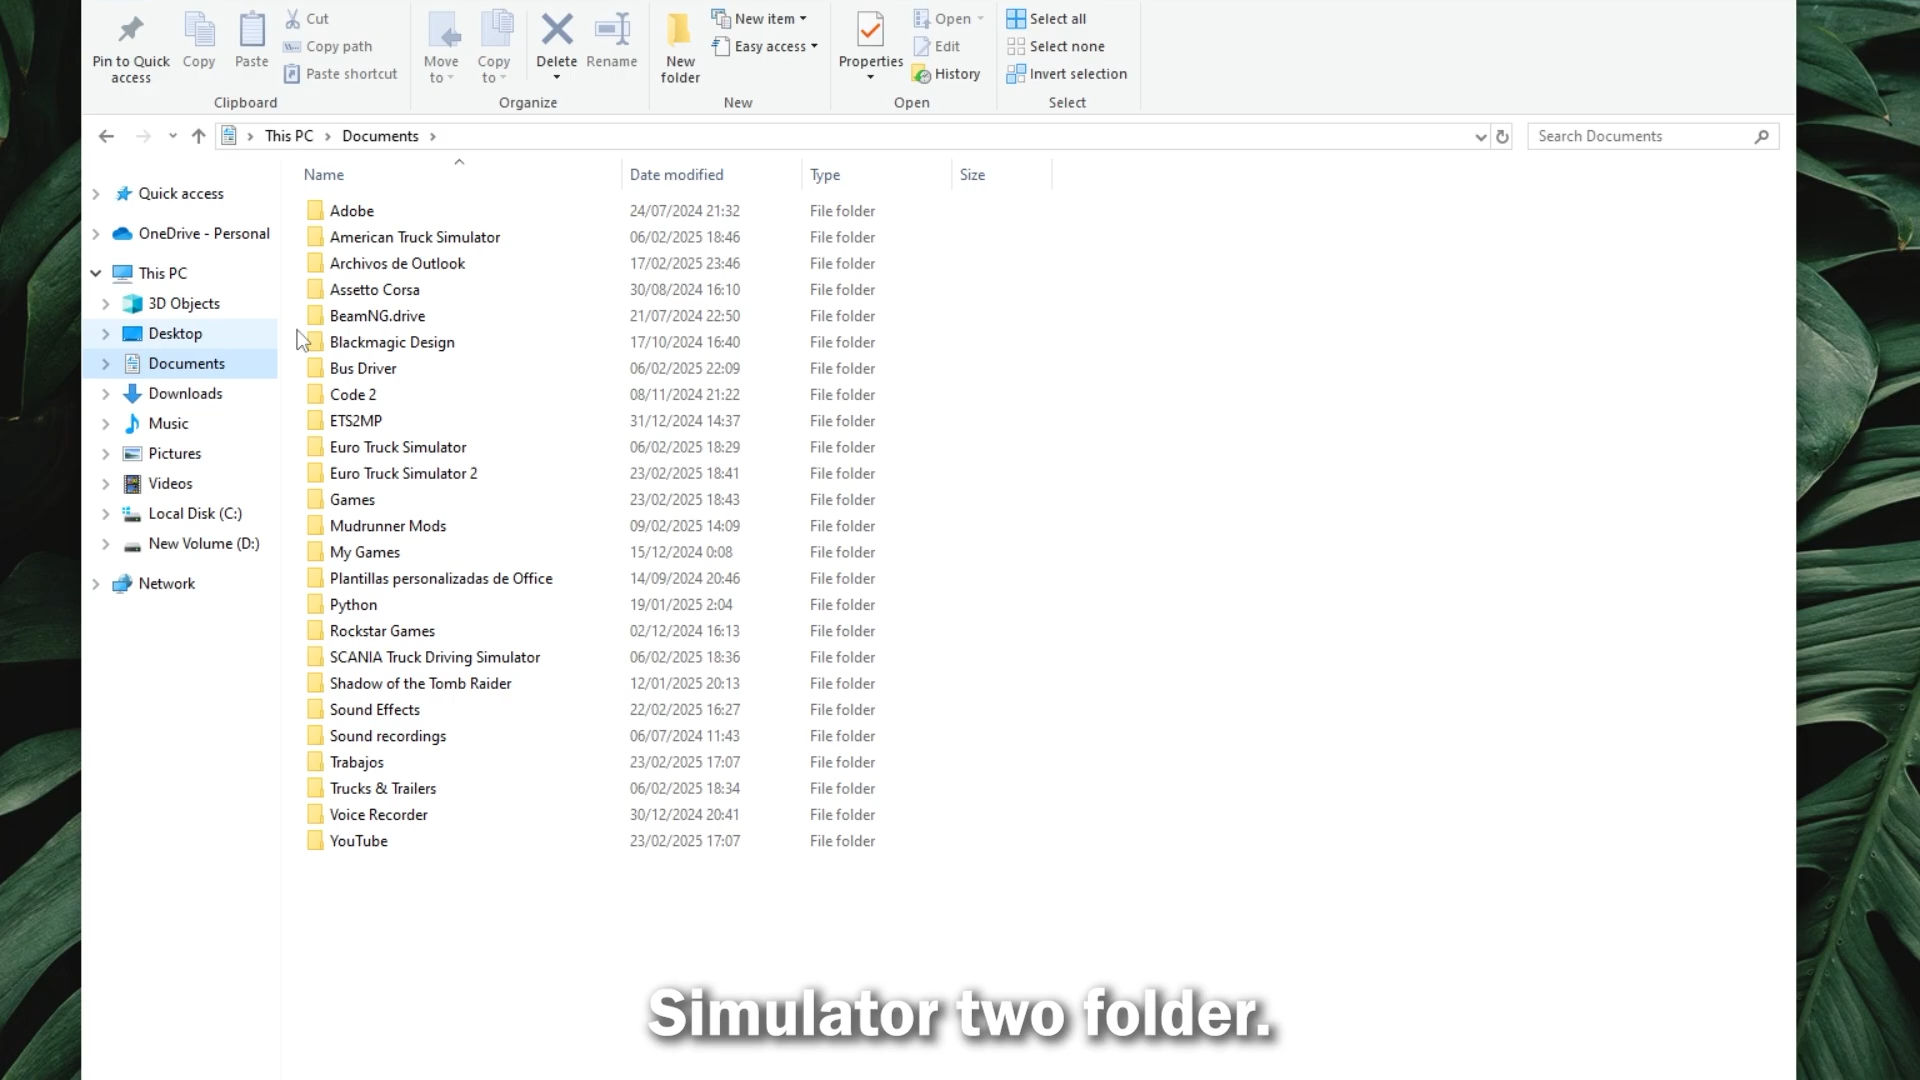 Pin to Quick access
Copy
Paste
Cut
Copy path
Paste shortcut
Clipboard
Move to
Copy to
Delete
Rename
Organize
New folder
New item
Easy access
New
Properties
Open
Edit
History
Open
Select all
Select none
Invert selection
Select
This PC > Documents >
Search Documents
Quick access
OneDrive - Personal
This PC
3D Objects
Desktop
Documents
Downloads
Music
Pictures
Videos
Local Disk (C:)
New Volume (D:)
Network
Name Date modified Type Size
Adobe 24/07/2024 21:32 File folder
American Truck Simulator 06/02/2025 18:46 File folder
Archivos de Outlook 17/02/2025 23:46 File folder
Assetto Corsa 30/08/2024 16:10 File folder
BeamNG.drive 21/07/2024 22:50 File folder
Blackmagic Design 17/10/2024 16:40 File folder
Bus Driver 06/02/2025 22:09 File folder
Code 2 08/11/2024 21:22 File folder
ETS2MP 31/12/2024 14:37 File folder
Euro Truck Simulator 06/02/2025 18:29 File folder
Euro Truck Simulator 2 23/02/2025 18:41 File folder
Games 23/02/2025 18:43 File folder
Mudrunner Mods 09/02/2025 14:09 File folder
My Games 15/12/2024 0:08 File folder
Plantillas personalizadas de Office 14/09/2024 20:46 File folder
Python 19/01/2025 2:04 File folder
Rockstar Games 02/12/2024 16:13 File folder
SCANIA Truck Driving Simulator 06/02/2025 18:36 File folder
Shadow of the Tomb Raider 12/01/2025 20:13 File folder
Sound Effects 22/02/2025 16:27 File folder
Sound recordings 06/07/2024 11:43 File folder
Trabajos 23/02/2025 17:07 File folder
Trucks & Trailers 06/02/2025 18:34 File folder
Voice Recorder 30/12/2024 20:41 File folder
YouTube 23/02/2025 17:07 File folder
Simulator two folder.